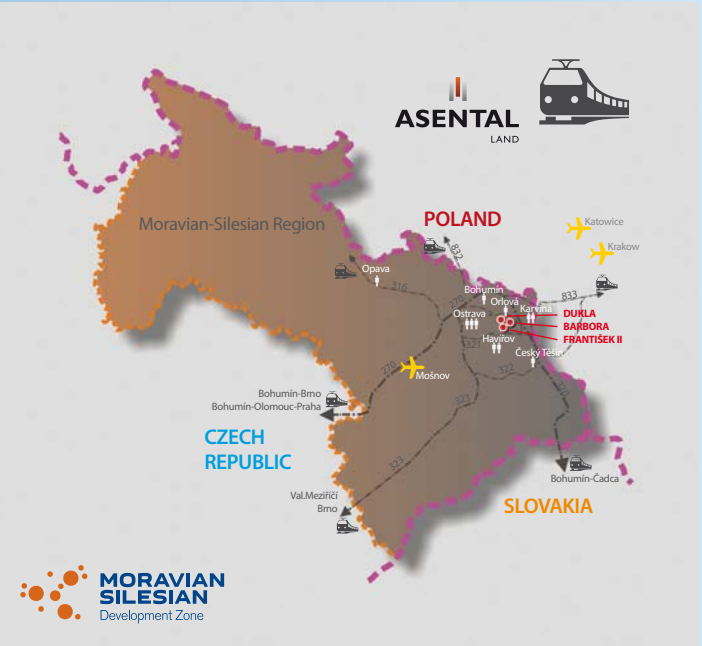 ASENTAL
LAND
Moravian-Silesian Region
POLAND
Katowice
Krakow
832
Opava
316
Bohumín
833
270
Orlová
Karviná
Ostrava
DUKLA
BARBORA
FRANTIŠEK II
Havířov
321
Český Těšín
322
270
Mošnov
320
323
Bohumín-Brno
Bohumín-Olomouc-Praha
CZECH
REPUBLIC
323
Bohumín-Čadca
Val.Meziříčí
Brno
SLOVAKIA
MORAVIAN
SILESIAN
Development Zone